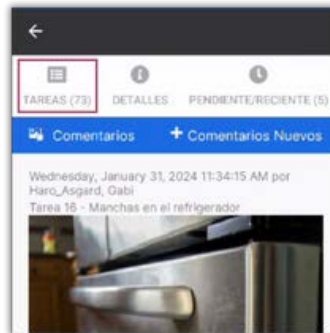 TAREAS (73) DETALLES PENDIENTE/RECIENTE (5)
Comentarios + Comentarios Nuevos
Wednesday, January 31, 2024 11:34:15 AM por
Haro_Asgard, Gabi
Tarea 16 - Manchas en el refrigerador